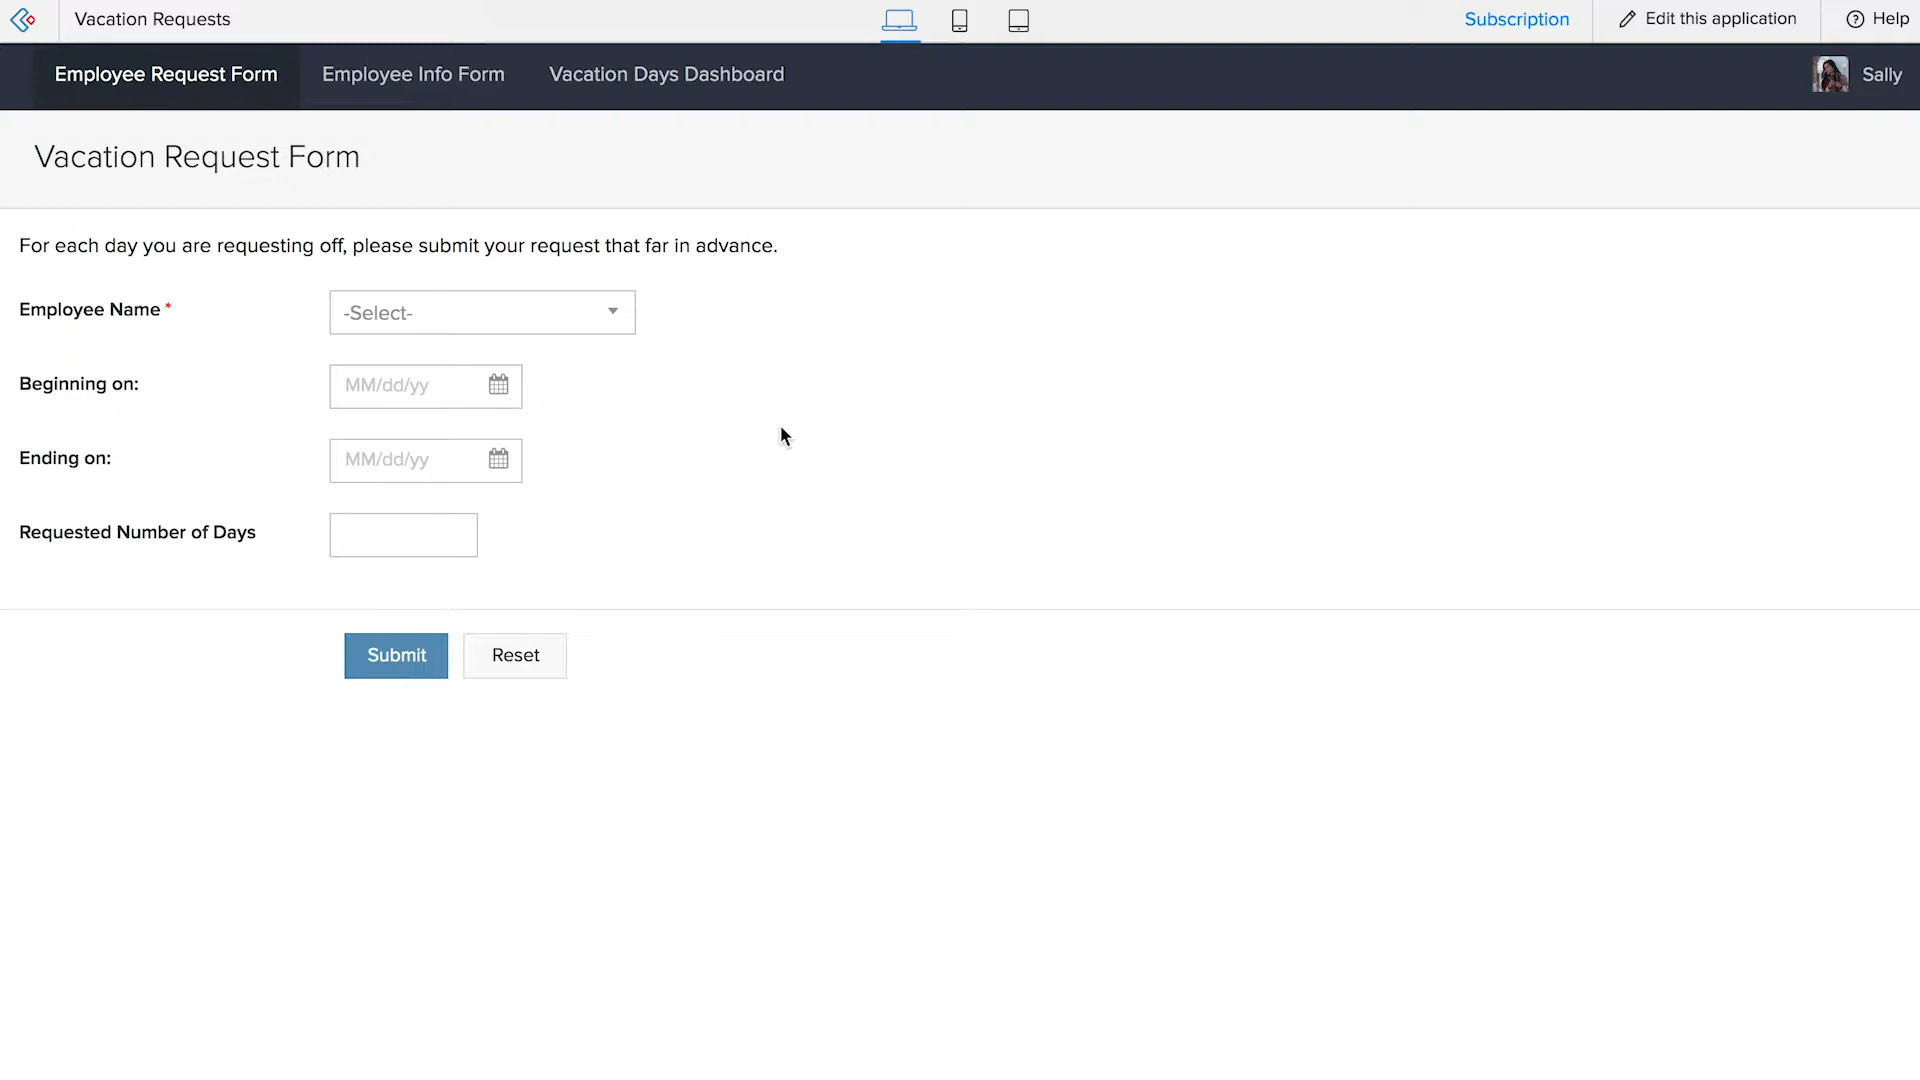 Vacation Requests
Subscription
Edit this application
Help
Employee Request Form
Employee Info Form
Vacation Days Dashboard
Sally
Vacation Request Form
For each day you are requesting off, please submit your request that far in advance.
Employee Name *
-Select-
Beginning on:
MM/dd/yy
Ending on:
MM/dd/yy
Requested Number of Days
Submit
Reset